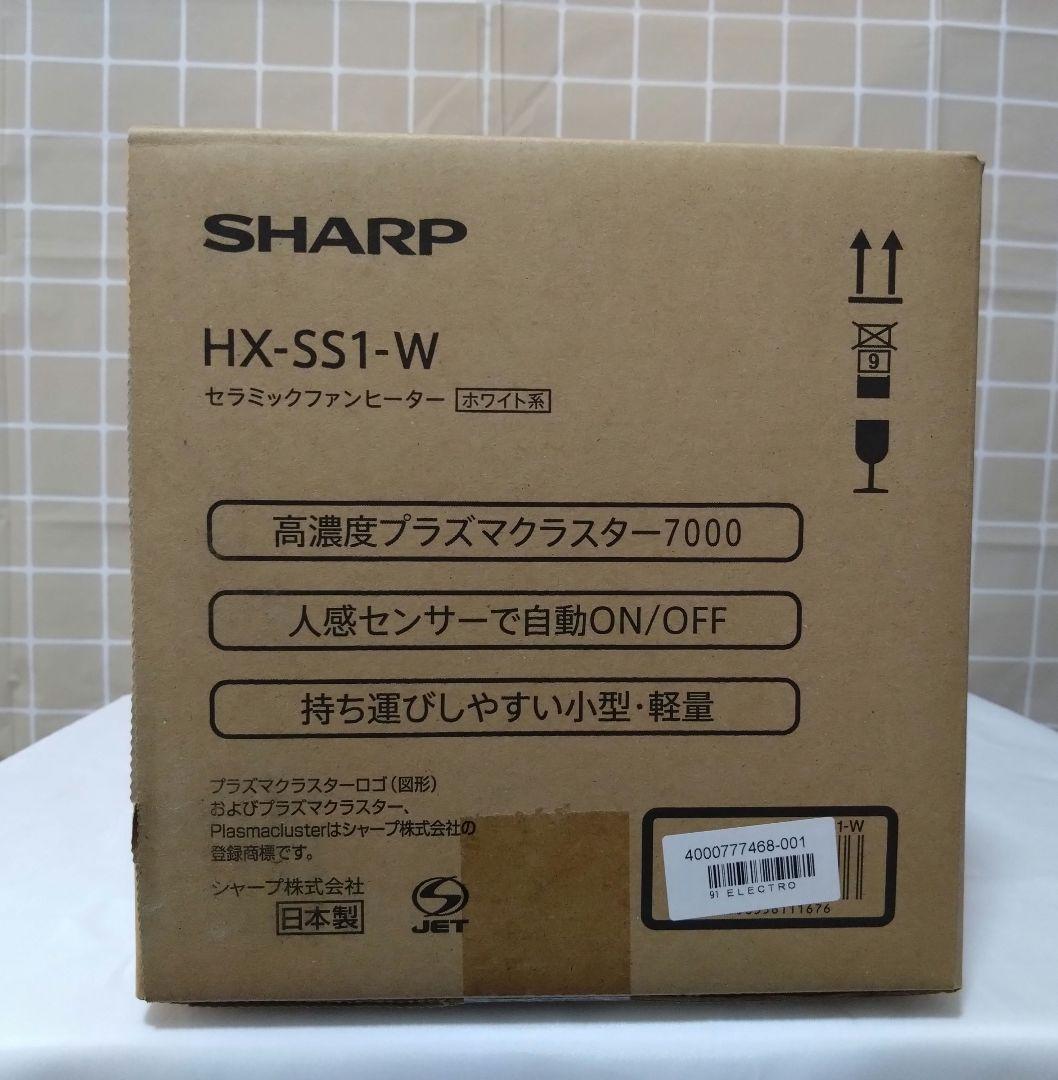 SHARP
HX-SS1-W
セラミックファンヒーター ホワイト系
9
高濃度プラズマクラスター7000
人感センサーで自動ON/OFF
持ち運びしやすい小型・軽量
プラズマクラスターロゴ(図形)
およびプラズマクラスター、
Plasmaclusterはシャープ株式会社の
登録商標です。
シャープ株式会社
日本製
S
JET
1-W
4000777468-001
91 ELECTRO
6111676